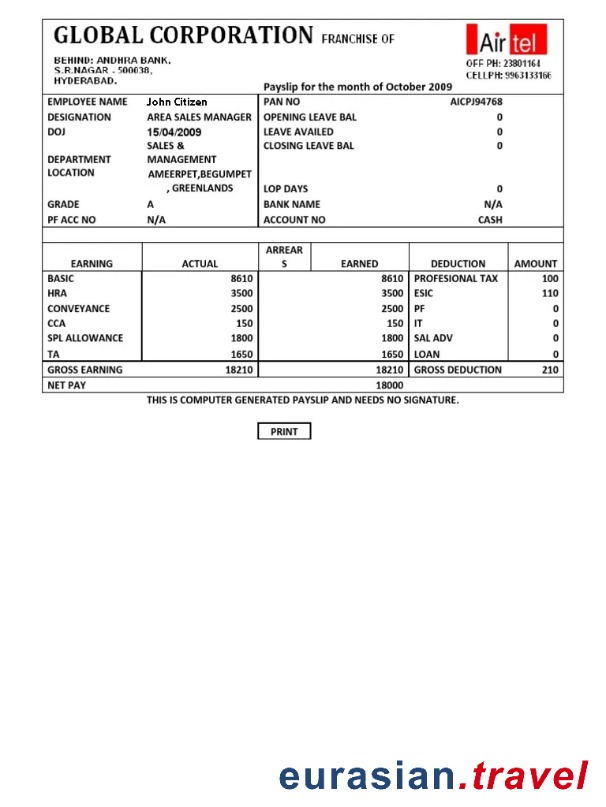 GLOBAL CORPORATION FRANCHISE OF
Airtel
BEHIND: ANDHRA BANK,
S.R.NAGAR - 500038,
HYDERABAD.
OFF PH: 23801164
CELLPH: 9963133166
Payslip for the month of October 2009
EMPLOYEE NAME John Citizen PAN NO AICPJ94768
DESIGNATION AREA SALES MANAGER OPENING LEAVE BAL 0
DOJ 15/04/2009 LEAVE AVAILED 0
SALES & CLOSING LEAVE BAL 0
DEPARTMENT MANAGEMENT
LOCATION AMEERPET,BEGUMPET
, GREENLANDS LOP DAYS 0
GRADE A BANK NAME N/A
PF ACC NO N/A ACCOUNT NO CASH
EARNING ACTUAL ARREAR
S EARNED DEDUCTION AMOUNT
BASIC 8610 8610 PROFESIONAL TAX 100
HRA 3500 3500 ESIC 110
CONVEYANCE 2500 2500 PF 0
CCA 150 150 IT 0
SPL ALLOWANCE 1800 1800 SAL ADV 0
TA 1650 1650 LOAN 0
GROSS EARNING 18210 18210 GROSS DEDUCTION 210
NET PAY 18000
THIS IS COMPUTER GENERATED PAYSLIP AND NEEDS NO SIGNATURE.
PRINT
eurasian.travel